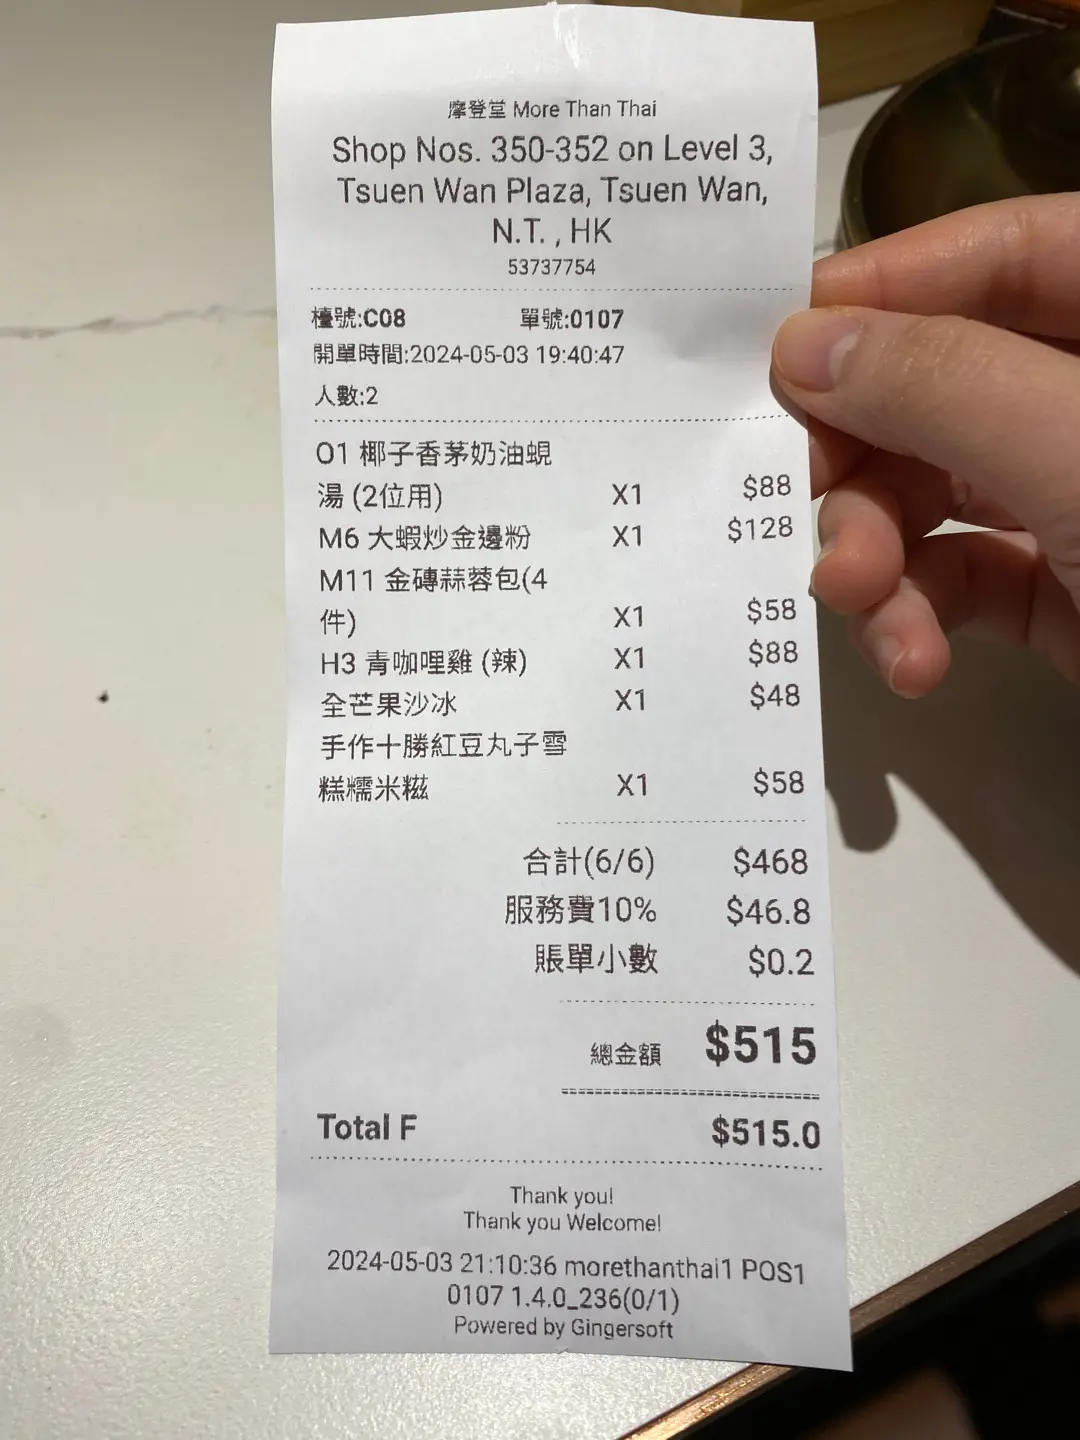 摩登堂 More Than Thai
Shop Nos. 350-352 on Level 3,
Tsuen Wan Plaza, Tsuen Wan,
N.T. , HK
53737754
檯號:C08 單號:0107
開單時間:2024-05-03 19:40:47
人數:2
O1 椰子香茅奶油蜆
湯 (2位用) X1 $88
M6 大蝦炒金邊粉 X1 $128
M11 金磚蒜蓉包(4
件) X1 $58
H3 青咖哩雞 (辣) X1 $88
全芒果沙冰 X1 $48
手作十勝紅豆丸子雪
糕糯米糍 X1 $58
合計(6/6) $468
服務費10% $46.8
賬單小數 $0.2
總金額 $515
Total F $515.0
Thank you!
Thank you Welcome!
2024-05-03 21:10:36 morethanthai1 POS1
0107 1.4.0_236(0/1)
Powered by Gingersoft